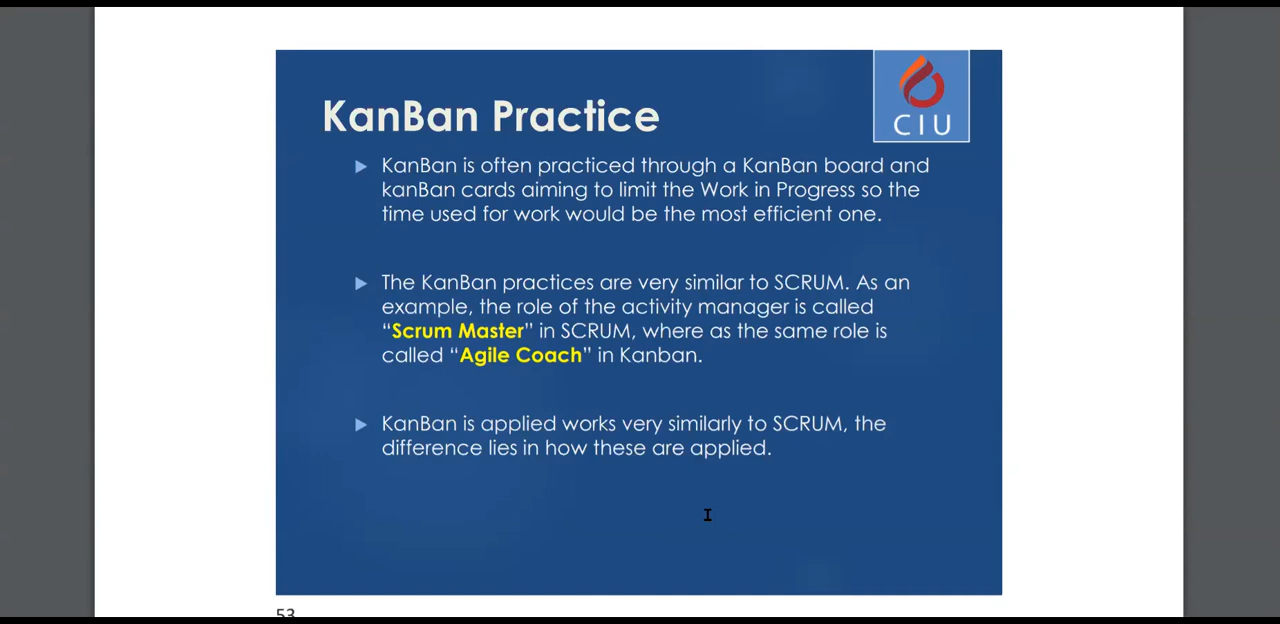 CIU
KanBan Practice
KanBan is often practiced through a KanBan board and
kanBan cards aiming to limit the Work in Progress so the
time used for work would be the most efficient one.
The KanBan practices are very similar to SCRUM. As an
example, the role of the activity manager is called
“Scrum Master” in SCRUM, where as the same role is
called “Agile Coach” in Kanban.
KanBan is applied works very similarly to SCRUM, the
difference lies in how these are applied.
53